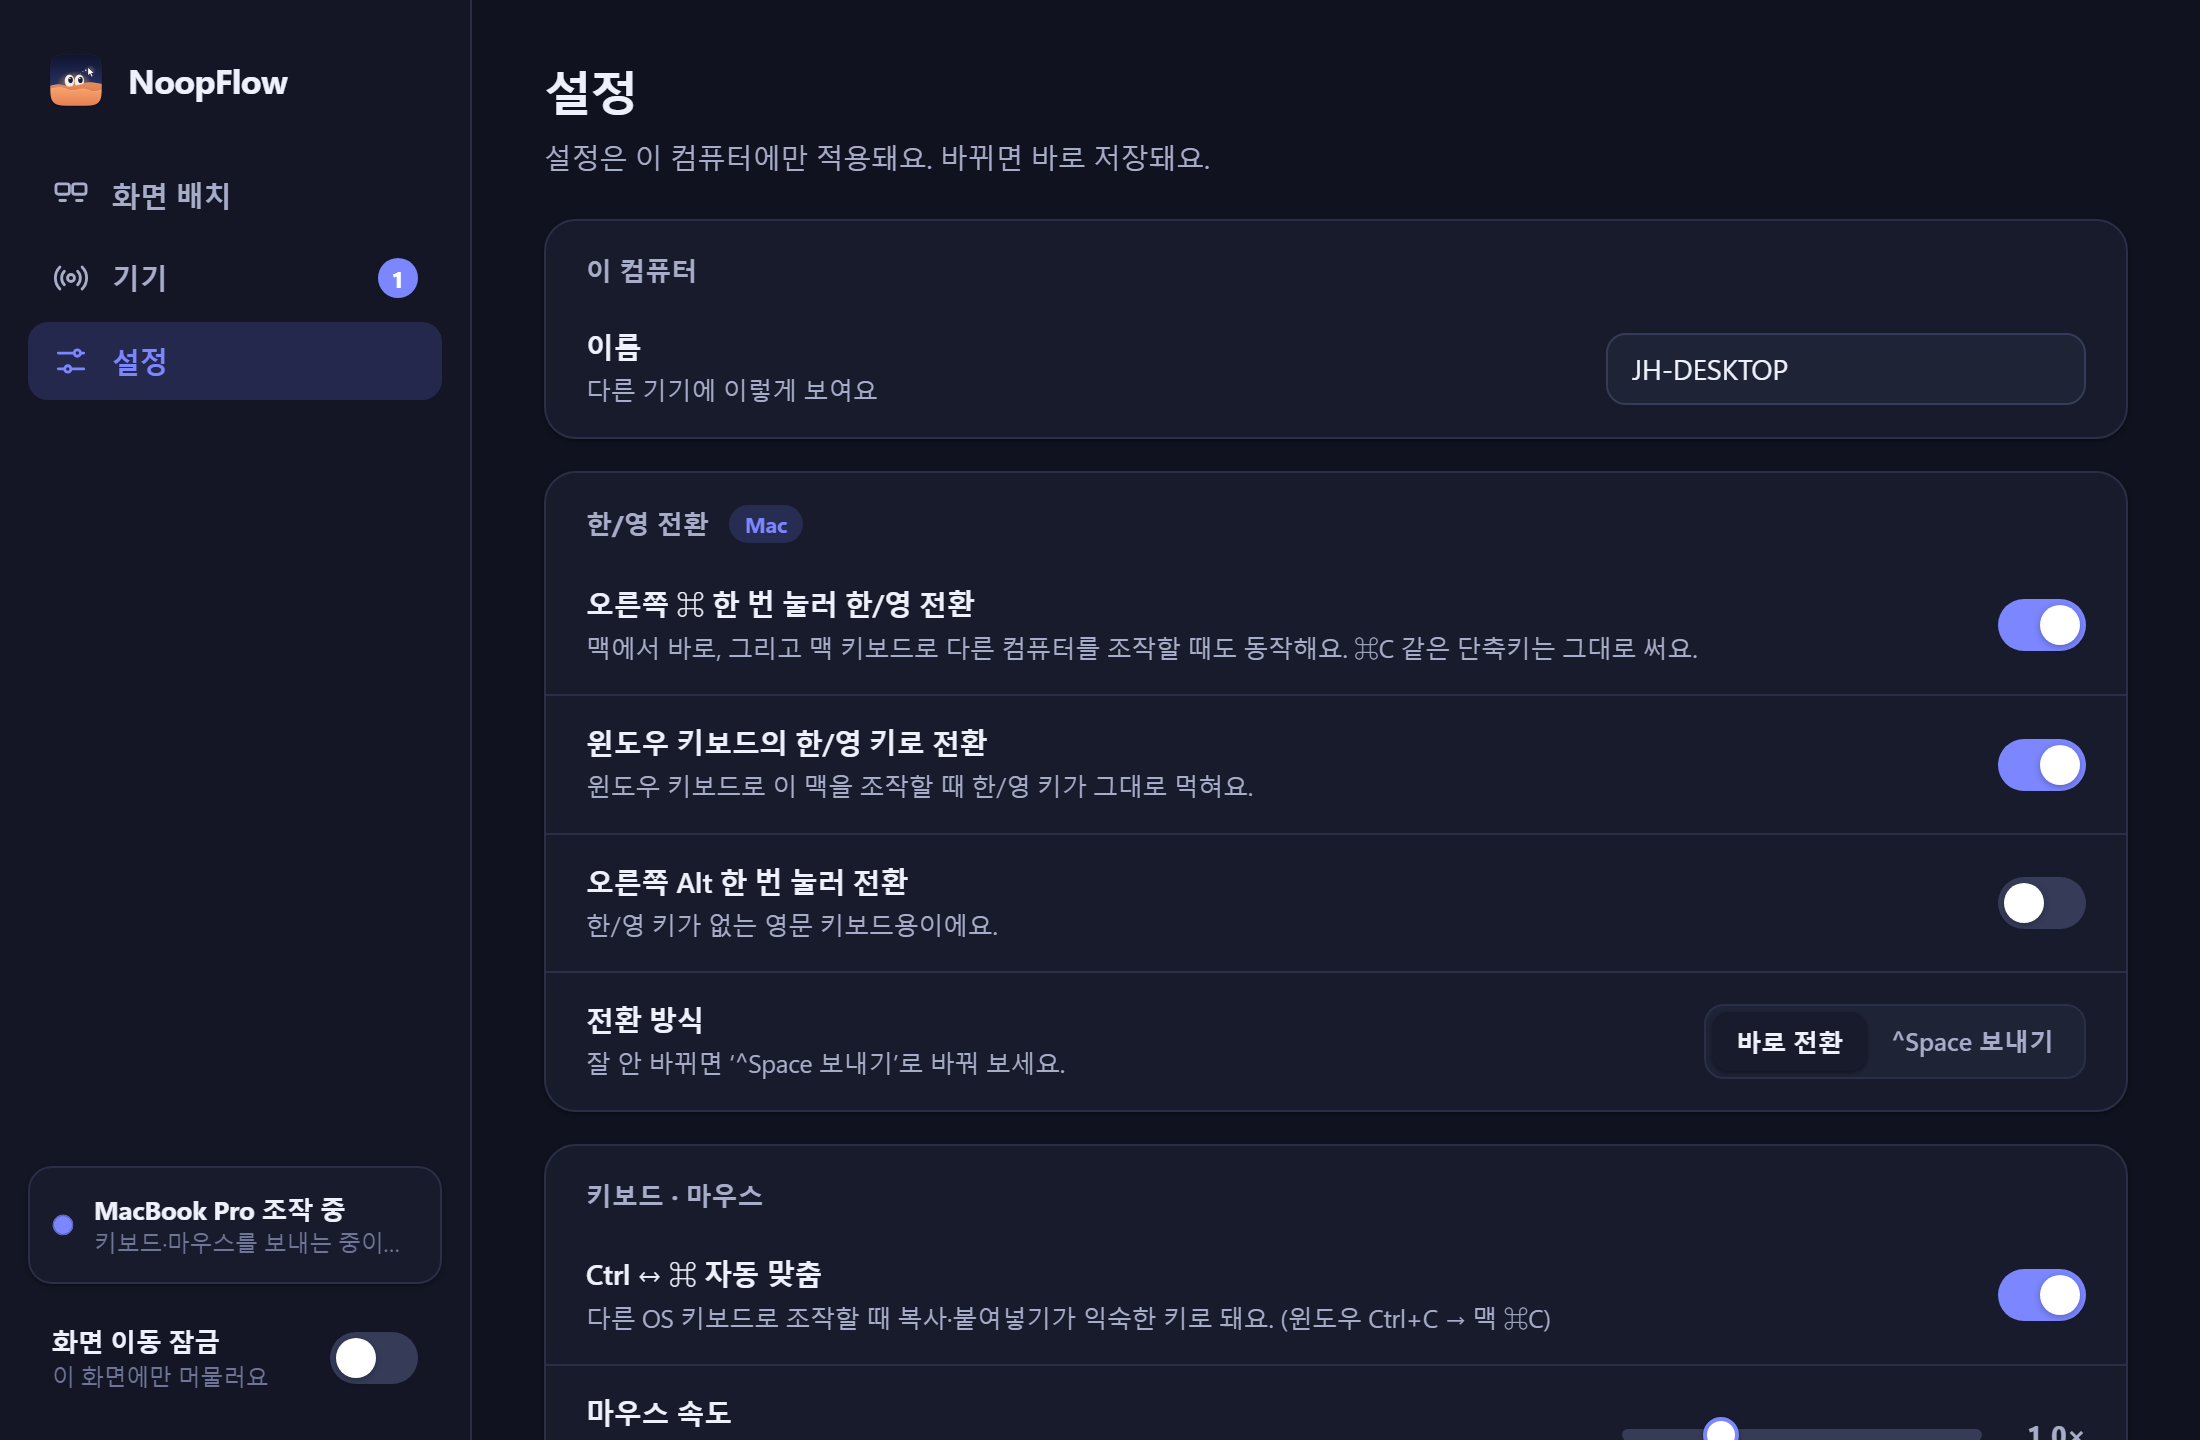 NoopFlow
화면 배치
기기
1
설정
MacBook Pro 조작 중
키보드·마우스를 보내는 중이...
화면 이동 잠금
이 화면에만 머물러요
설정
설정은 이 컴퓨터에만 적용돼요. 바뀌면 바로 저장돼요.
이 컴퓨터
이름
다른 기기에 이렇게 보여요
JH-DESKTOP
한/영 전환 Mac
오른쪽 ⌘ 한 번 눌러 한/영 전환
맥에서 바로, 그리고 맥 키보드로 다른 컴퓨터를 조작할 때도 동작해요. ⌘C 같은 단축키는 그대로 써요.
윈도우 키보드의 한/영 키로 전환
윈도우 키보드로 이 맥을 조작할 때 한/영 키가 그대로 먹혀요.
오른쪽 Alt 한 번 눌러 전환
한/영 키가 없는 영문 키보드용이에요.
전환 방식
잘 안 바뀌면 ‘^Space 보내기’로 바꿔 보세요.
바로 전환 ^Space 보내기
키보드 · 마우스
Ctrl ↔ ⌘ 자동 맞춤
다른 OS 키보드로 조작할 때 복사·붙여넣기가 익숙한 키로 돼요. (윈도우 Ctrl+C → 맥 ⌘C)
마우스 속도
1.0×